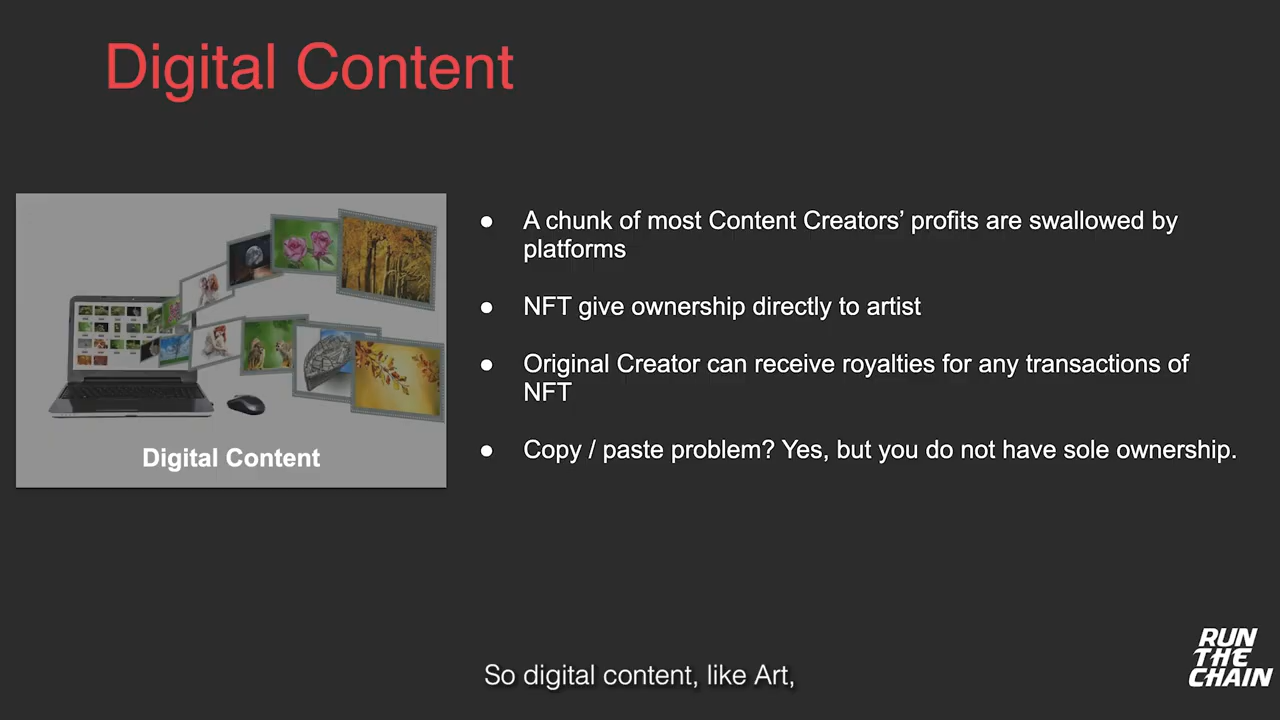 Digital Content
● A chunk of most Content Creators’ profits are swallowed by
platforms
● NFT give ownership directly to artist
● Original Creator can receive royalties for any transactions of
NFT
● Copy / paste problem? Yes, but you do not have sole ownership.
Digital Content
So digital content, like Art,
RUN
THE
CHAIN